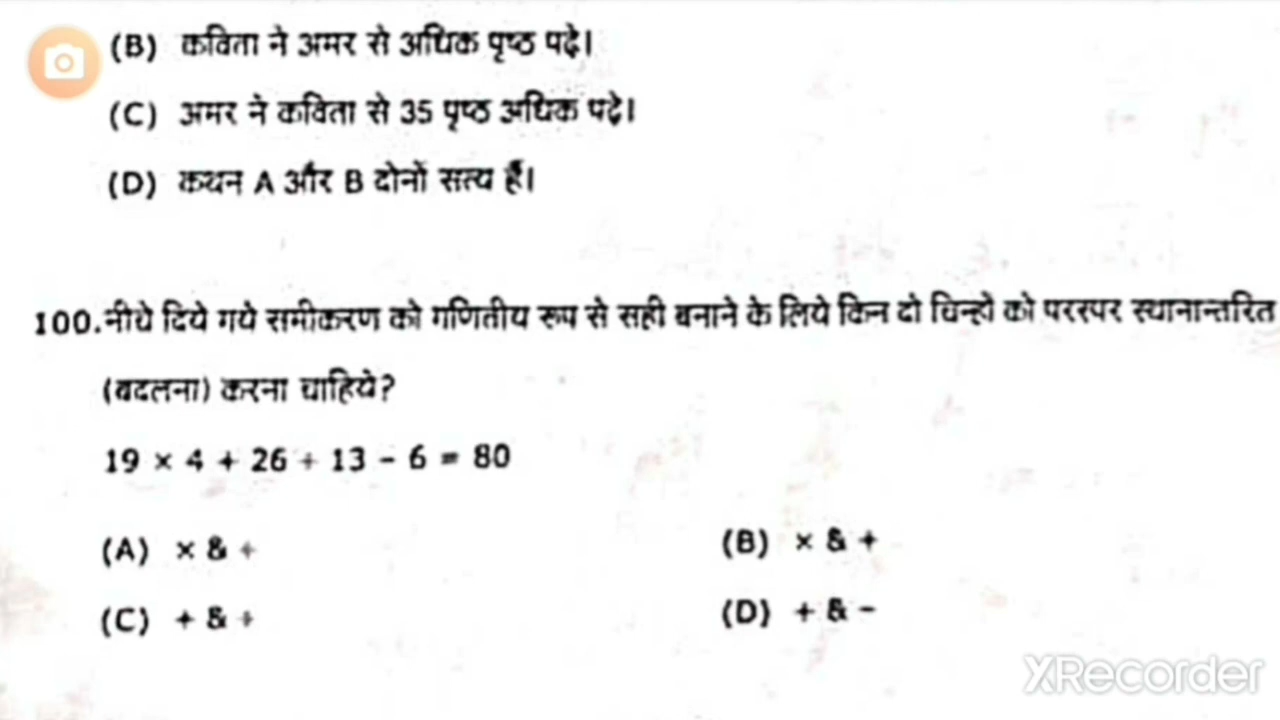 (B) कविता ने अमर से अधिक पृष्ठ पढ़े।
(C) अमर ने कविता से 35 पृष्ठ अधिक पढ़े।
(D) कथन A और B दोनों सत्य हैं।
100. नीचे दिये गये समीकरण को गणितीय रूप से सही बनाने के लिये किन दो चिन्हों को परस्पर स्थानान्तरित
(बदलना) करना चाहिये?
19 × 4 + 26 ÷ 13 - 6 = 80
(A) × & ÷
(B) × & +
(C) + & ÷
(D) + & -
XRecorder